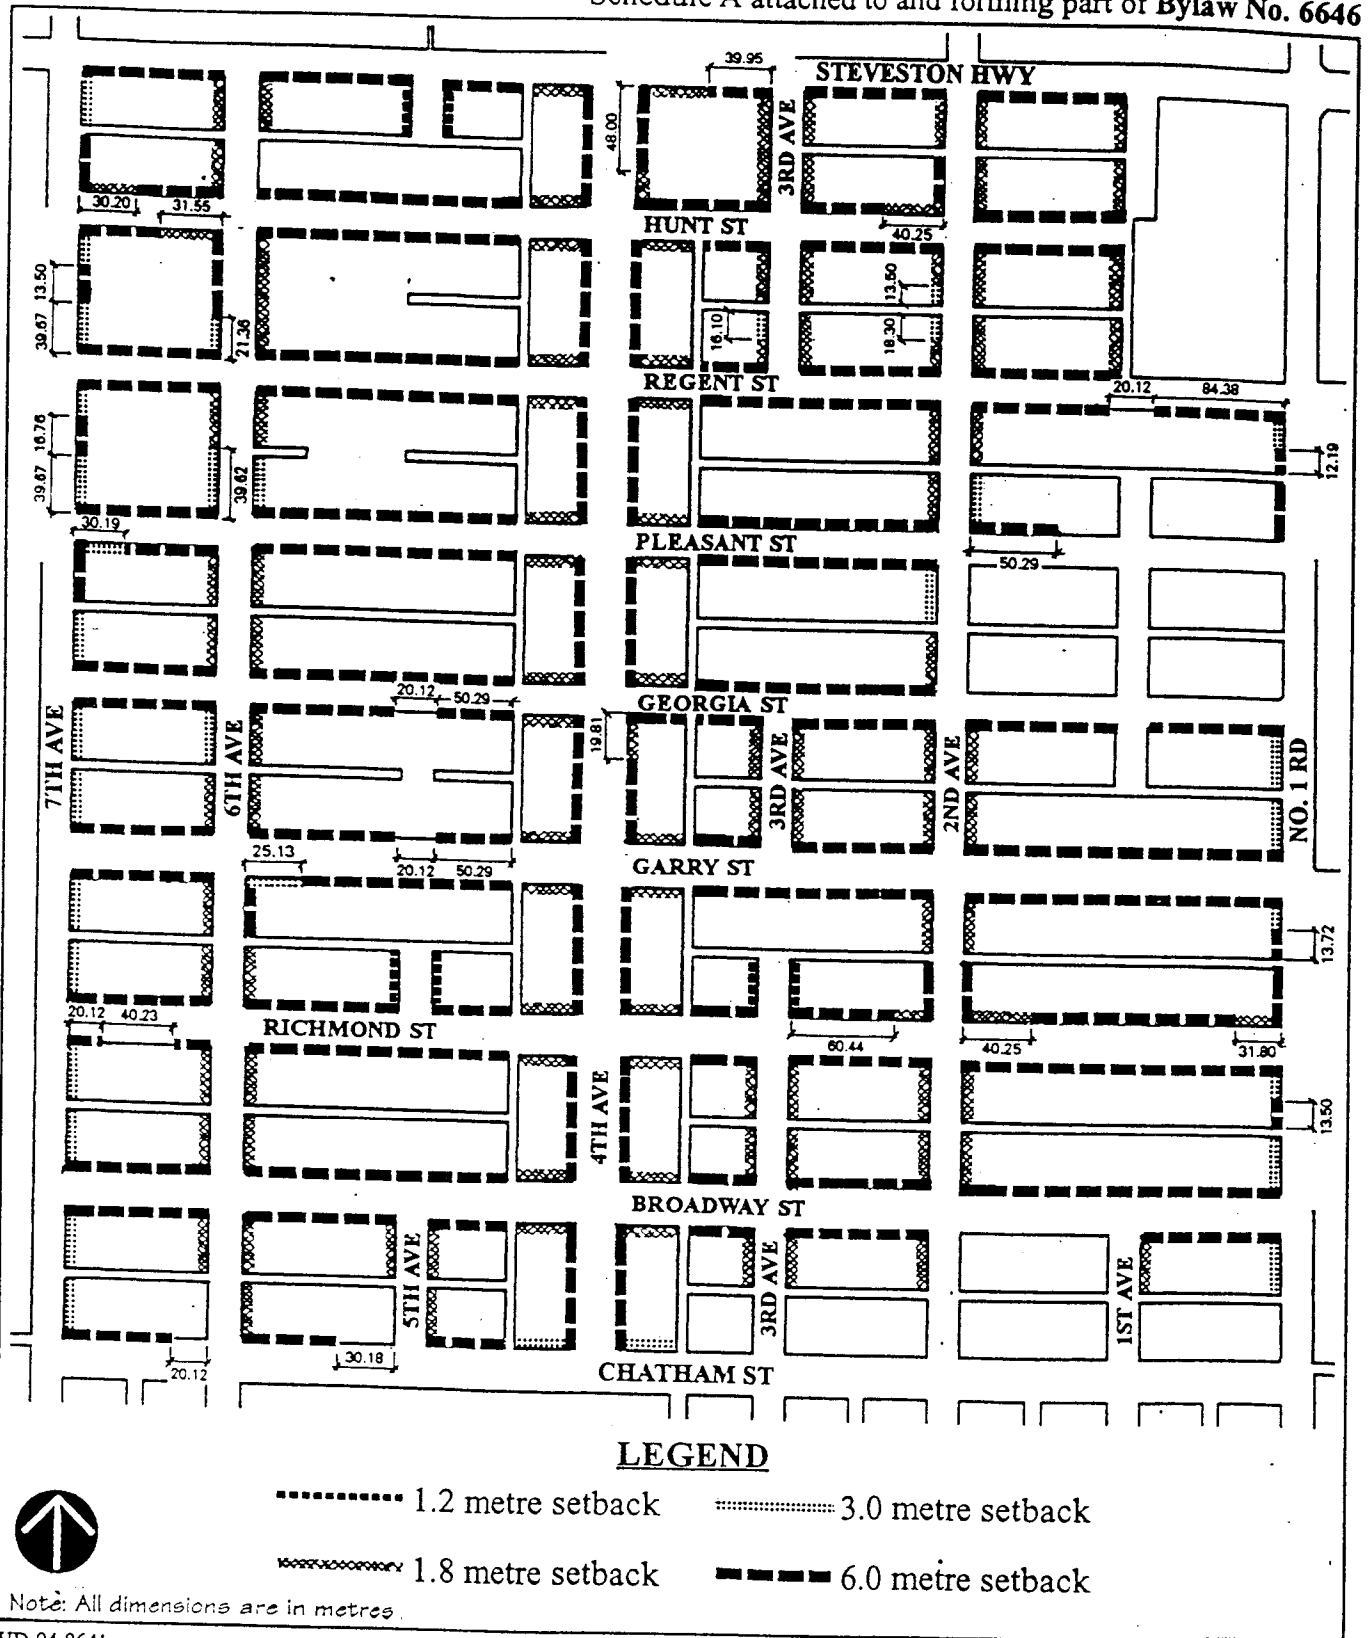 Schedule A attached to and forming part of Bylaw No. 6646
39.95
STEVESTON HWY
48.00
3RD AVE
30.20 31.55
HUNT ST
40.25
13.50
39.67
21.36
13.50
16.10
18.30
REGENT ST
20.12 84.38
16.76
39.67
39.62
12.19
30.19
PLEASANT ST
50.29
20.12 50.29
GEORGIA ST
7TH AVE
6TH AVE
19.81
3RD AVE
2ND AVE
NO. 1 RD
25.13
20.12 50.29
GARRY ST
13.72
20.12 40.23
RICHMOND ST
60.44
40.25
31.80
4TH AVE
13.50
BROADWAY ST
5TH AVE
3RD AVE
1ST AVE
30.18
20.12
CHATHAM ST
LEGEND
1.2 metre setback
3.0 metre setback
1.8 metre setback
6.0 metre setback
Note: All dimensions are in metres